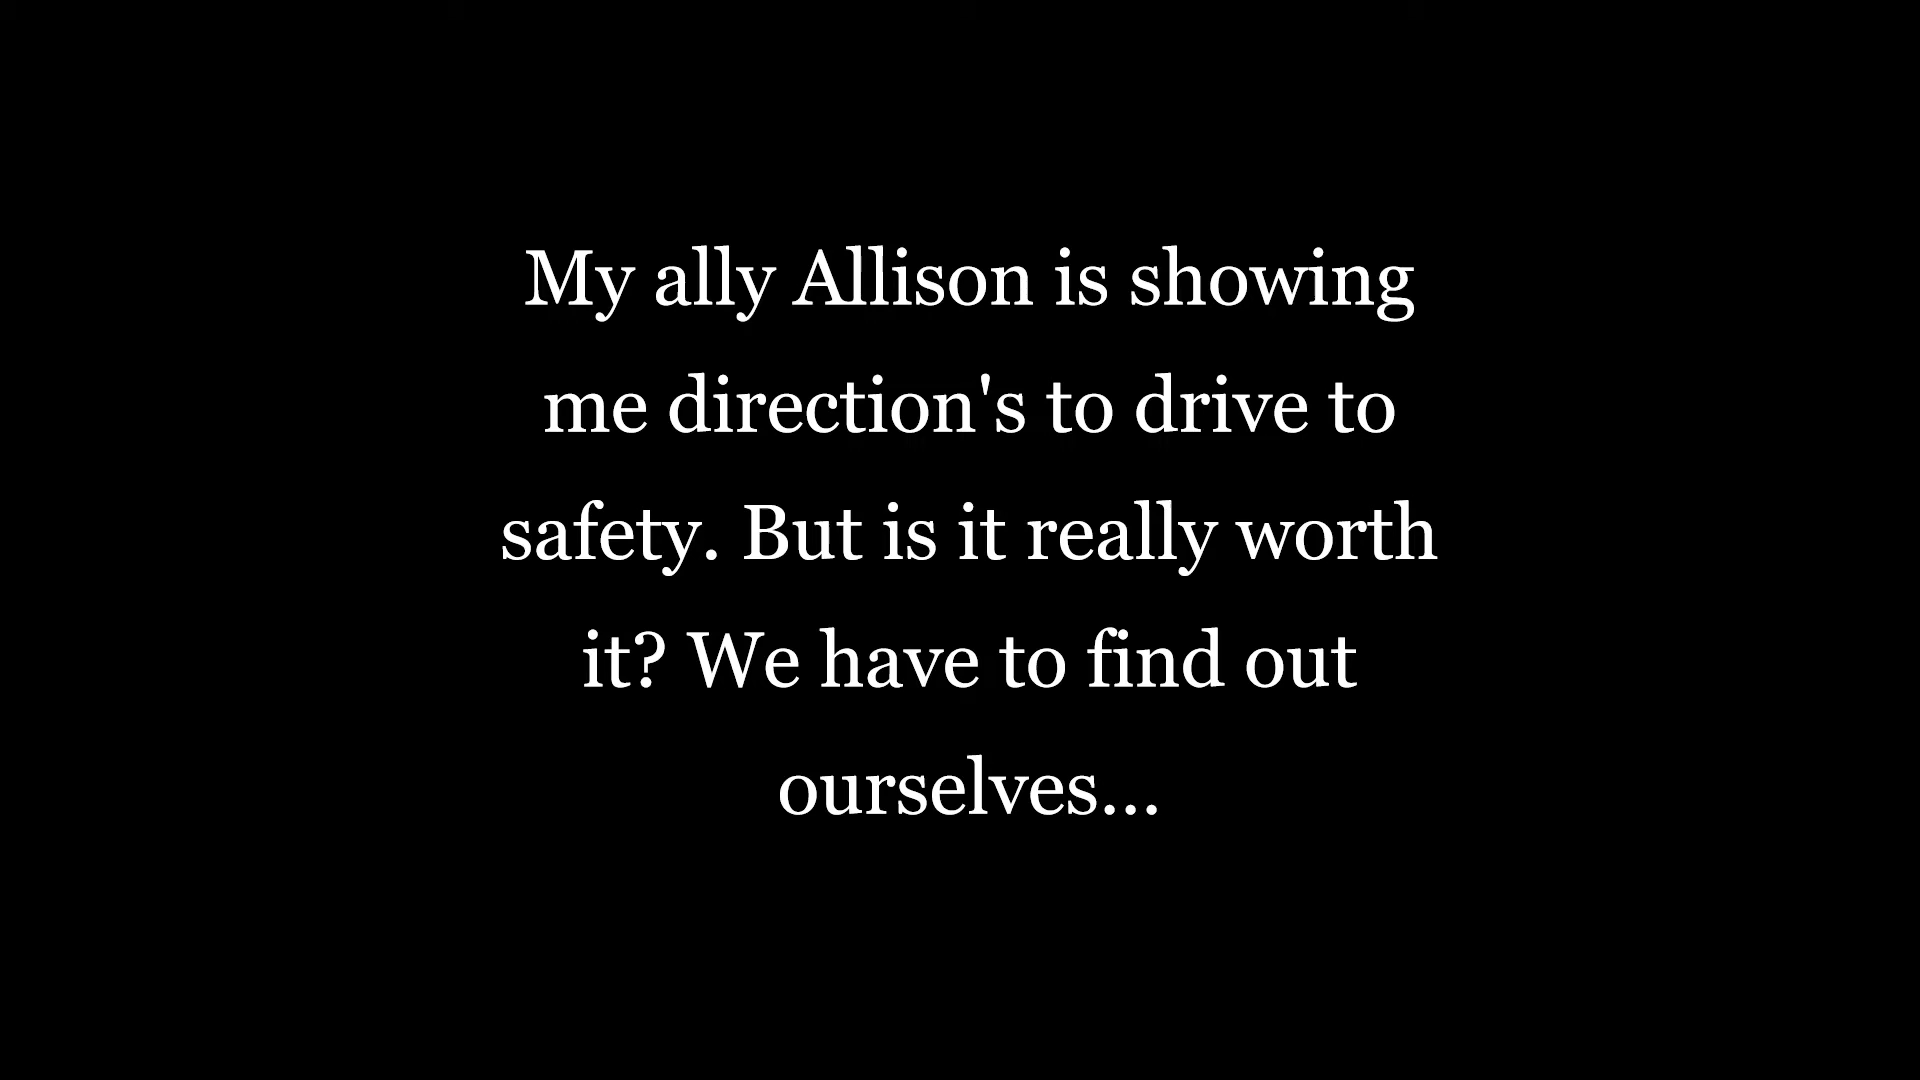 My ally Allison is showing
me direction's to drive to
safety. But is it really worth
it? We have to find out
ourselves...